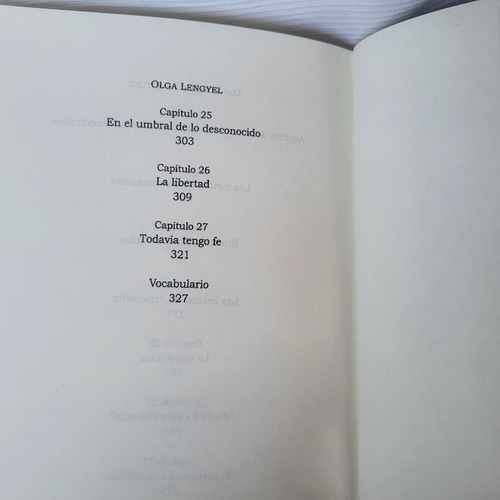 OLGA LENGYEL
Capítulo 25
En el umbral de lo desconocido
303
Capítulo 26
La libertad
309
Capítulo 27
Todavía tengo fe
321
Vocabulario
327